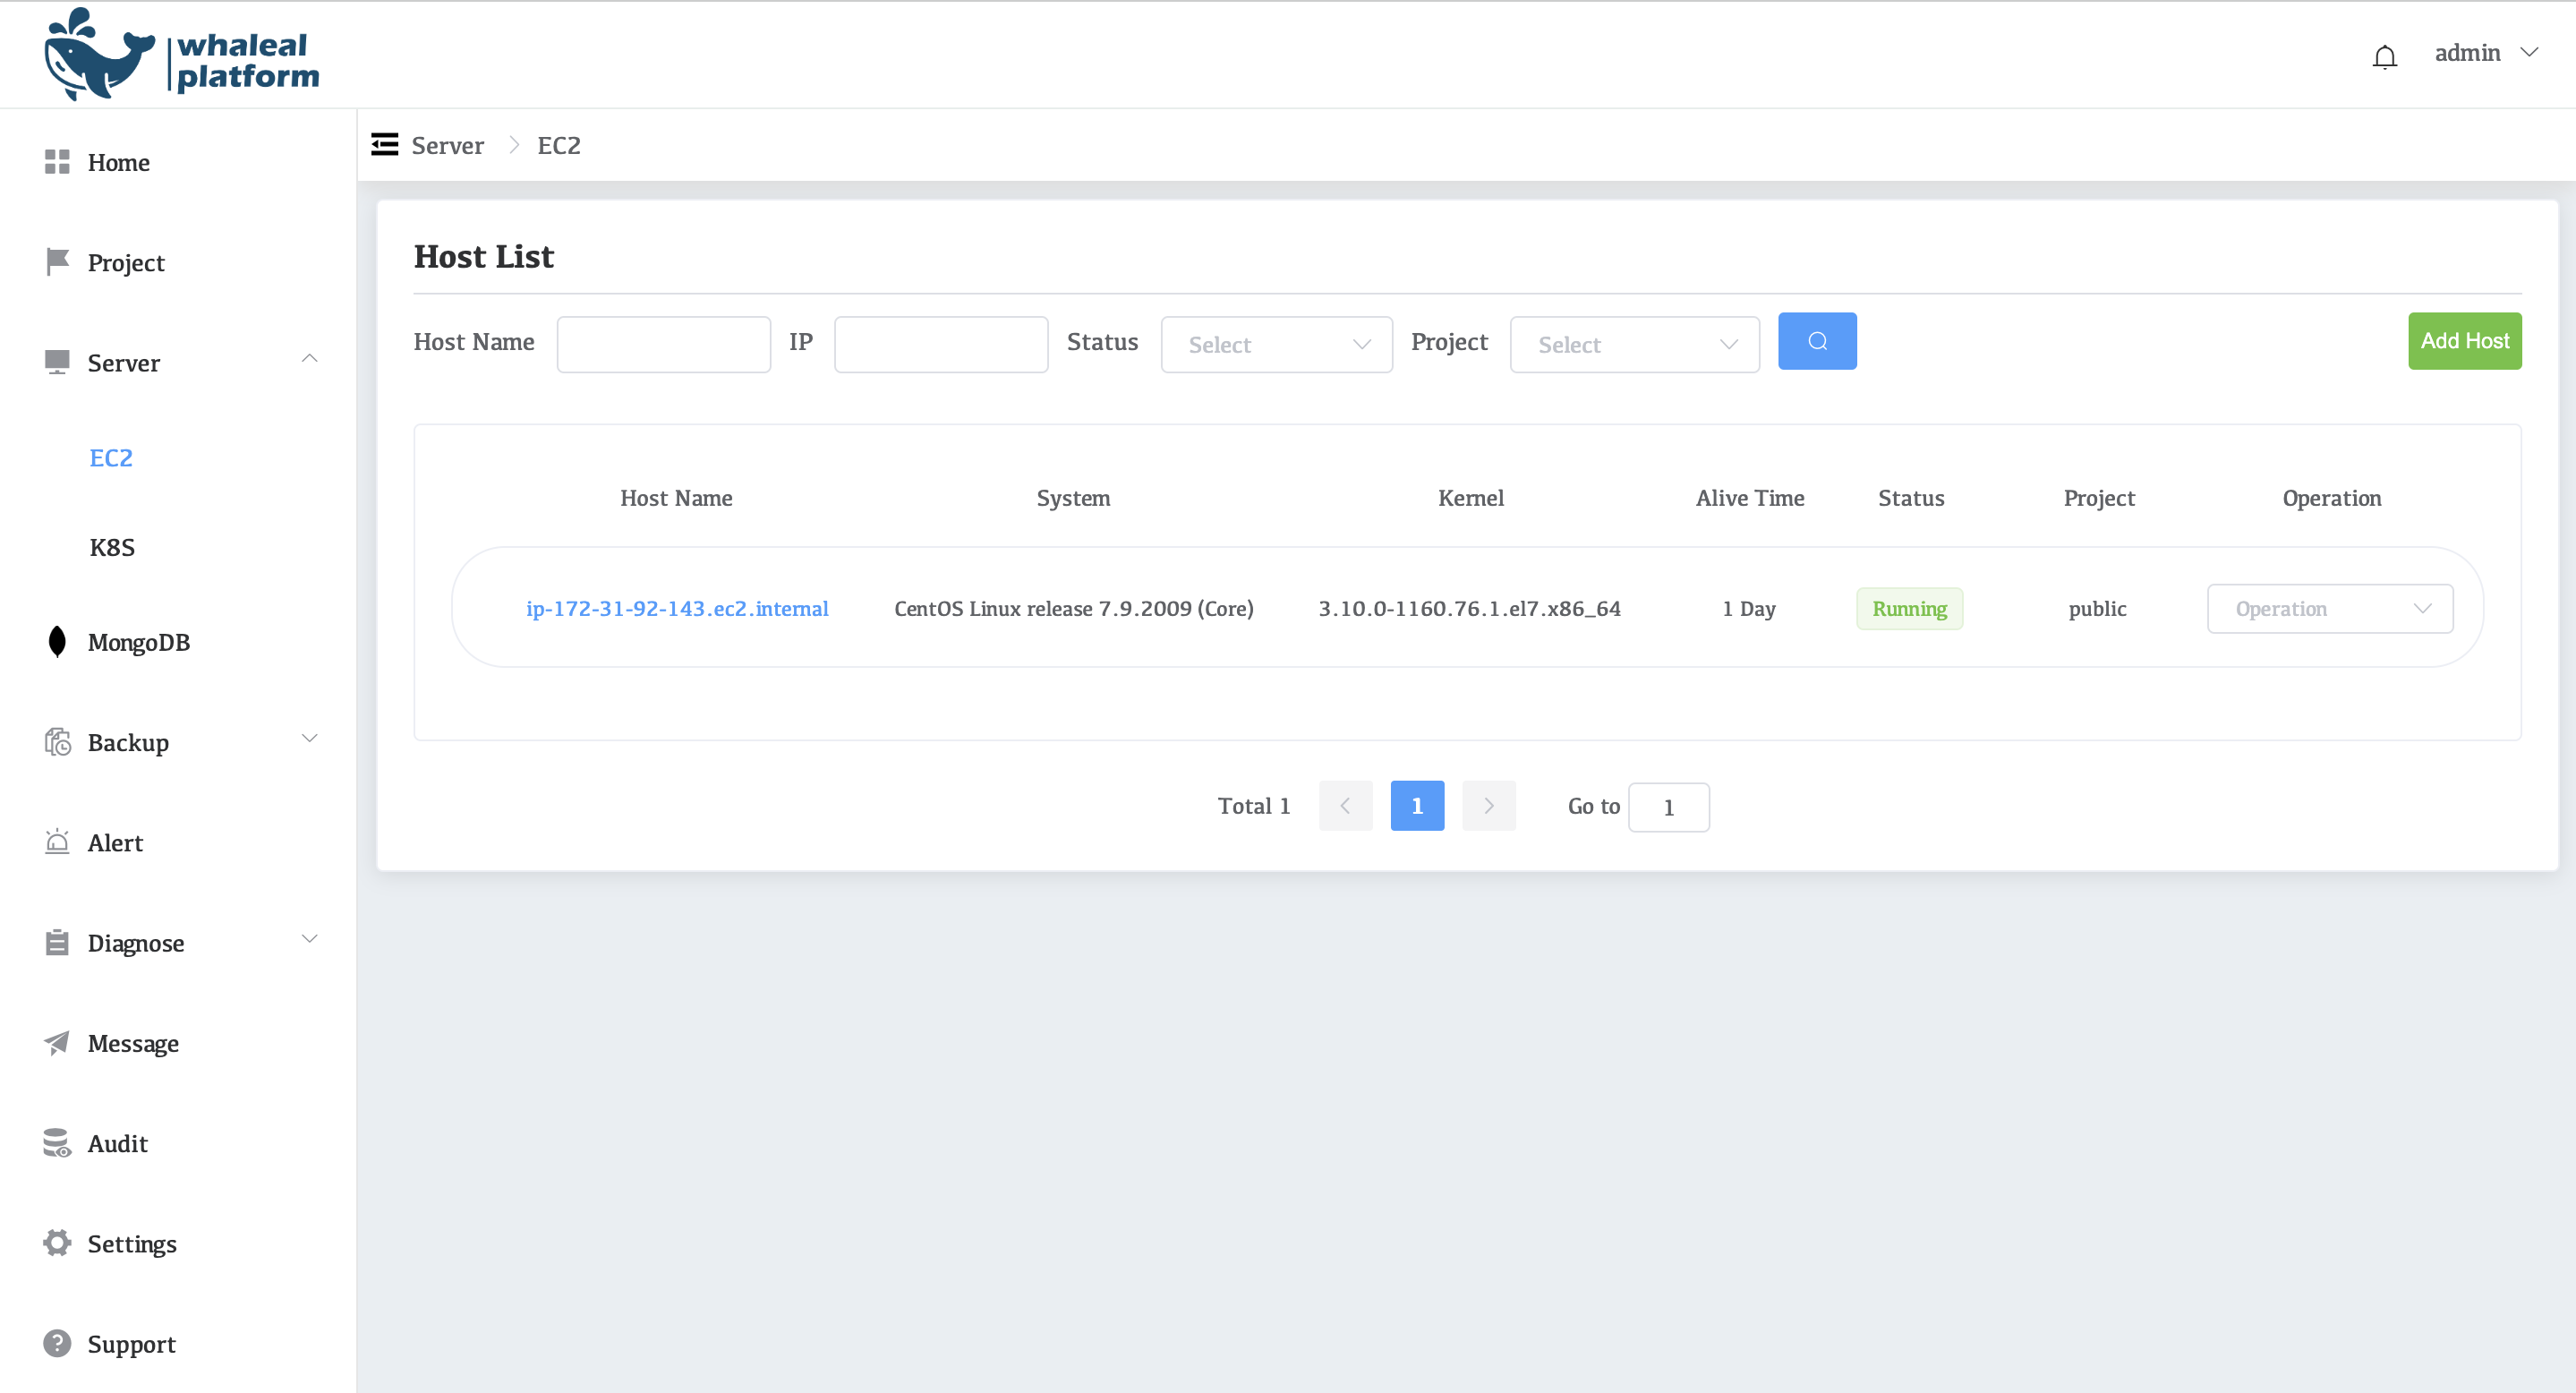 whaleal
platform
admin
Home
Project
Server
EC2
K8S
MongoDB
Backup
Alert
Diagnose
Message
Audit
Settings
Support
Server > EC2
Host List
Host Name IP Status Select Project Select Add Host
Host Name System Kernel Alive Time Status Project Operation
ip-172-31-92-143.ec2.internal CentOS Linux release 7.9.2009 (Core) 3.10.0-1160.76.1.el7.x86_64 1 Day Running public Operation
Total 1 < 1 > Go to 1